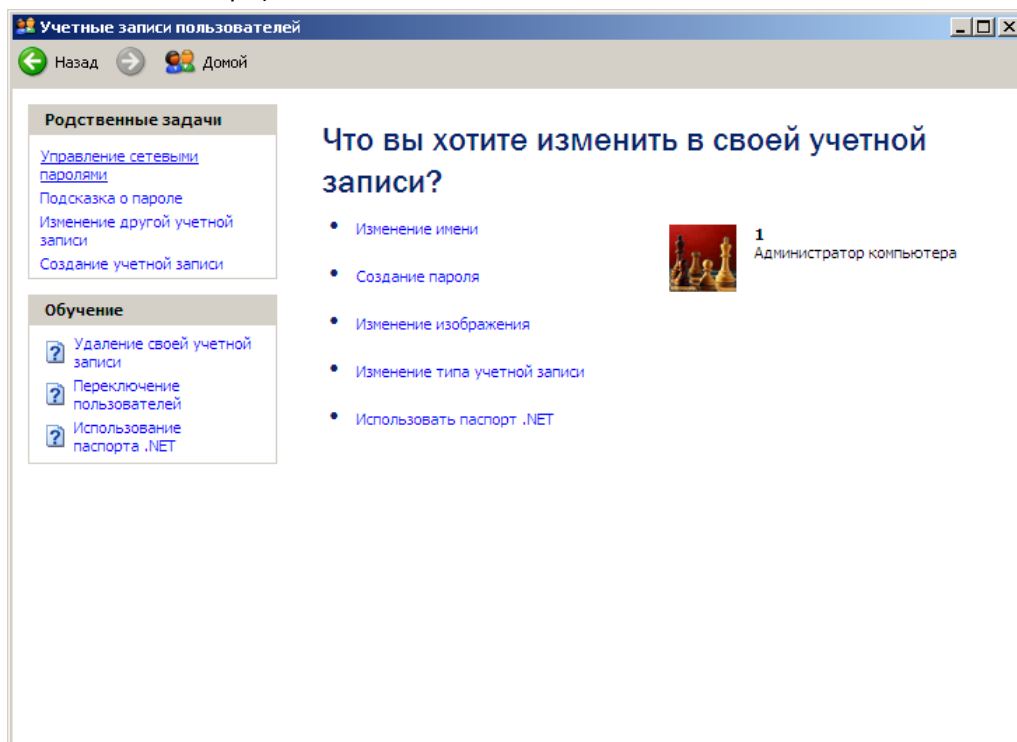 Учетные записи пользователей
Назад
Домой
Родственные задачи
Управление сетевыми
паролями
Подсказка о пароле
Изменение другой учетной
записи
Создание учетной записи
Обучение
Удаление своей учетной
записи
Переключение
пользователей
Использование
паспорта .NET
Что вы хотите изменить в своей учетной
записи?
Изменение имени
Создание пароля
Изменение изображения
Изменение типа учетной записи
Использовать паспорт .NET
1
Администратор компьютера